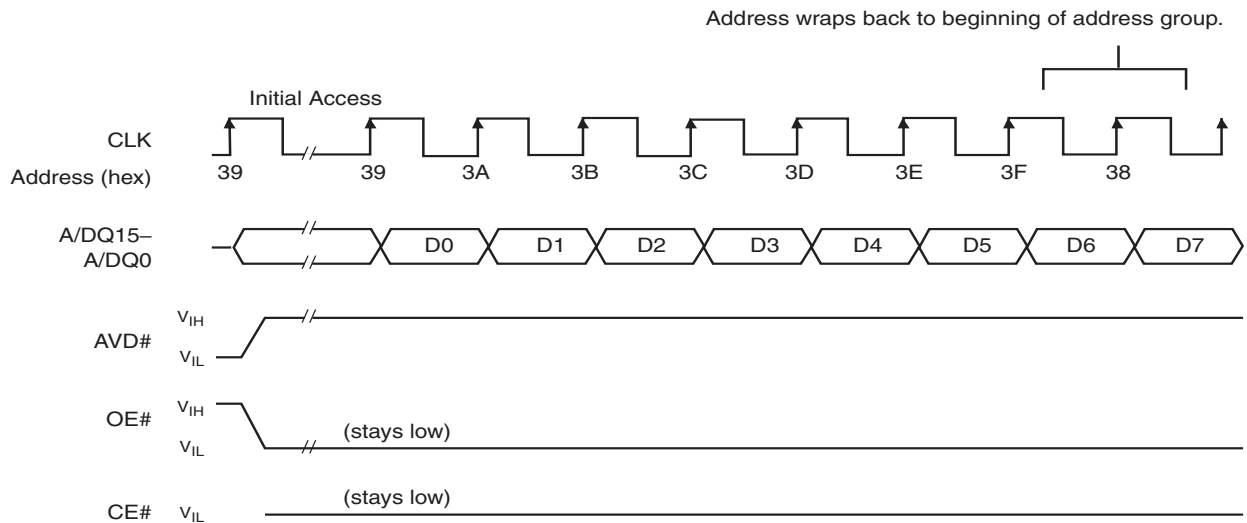 Address wraps back to beginning of address group.
Initial Access
CLK
Address (hex) 39 39 3A 3B 3C 3D 3E 3F 38
A/DQ15–
A/DQ0
D0 D1 D2 D3 D4 D5 D6 D7
AVD#
VIH
VIL
OE#
VIH
VIL
(stays low)
CE#
VIL
(stays low)